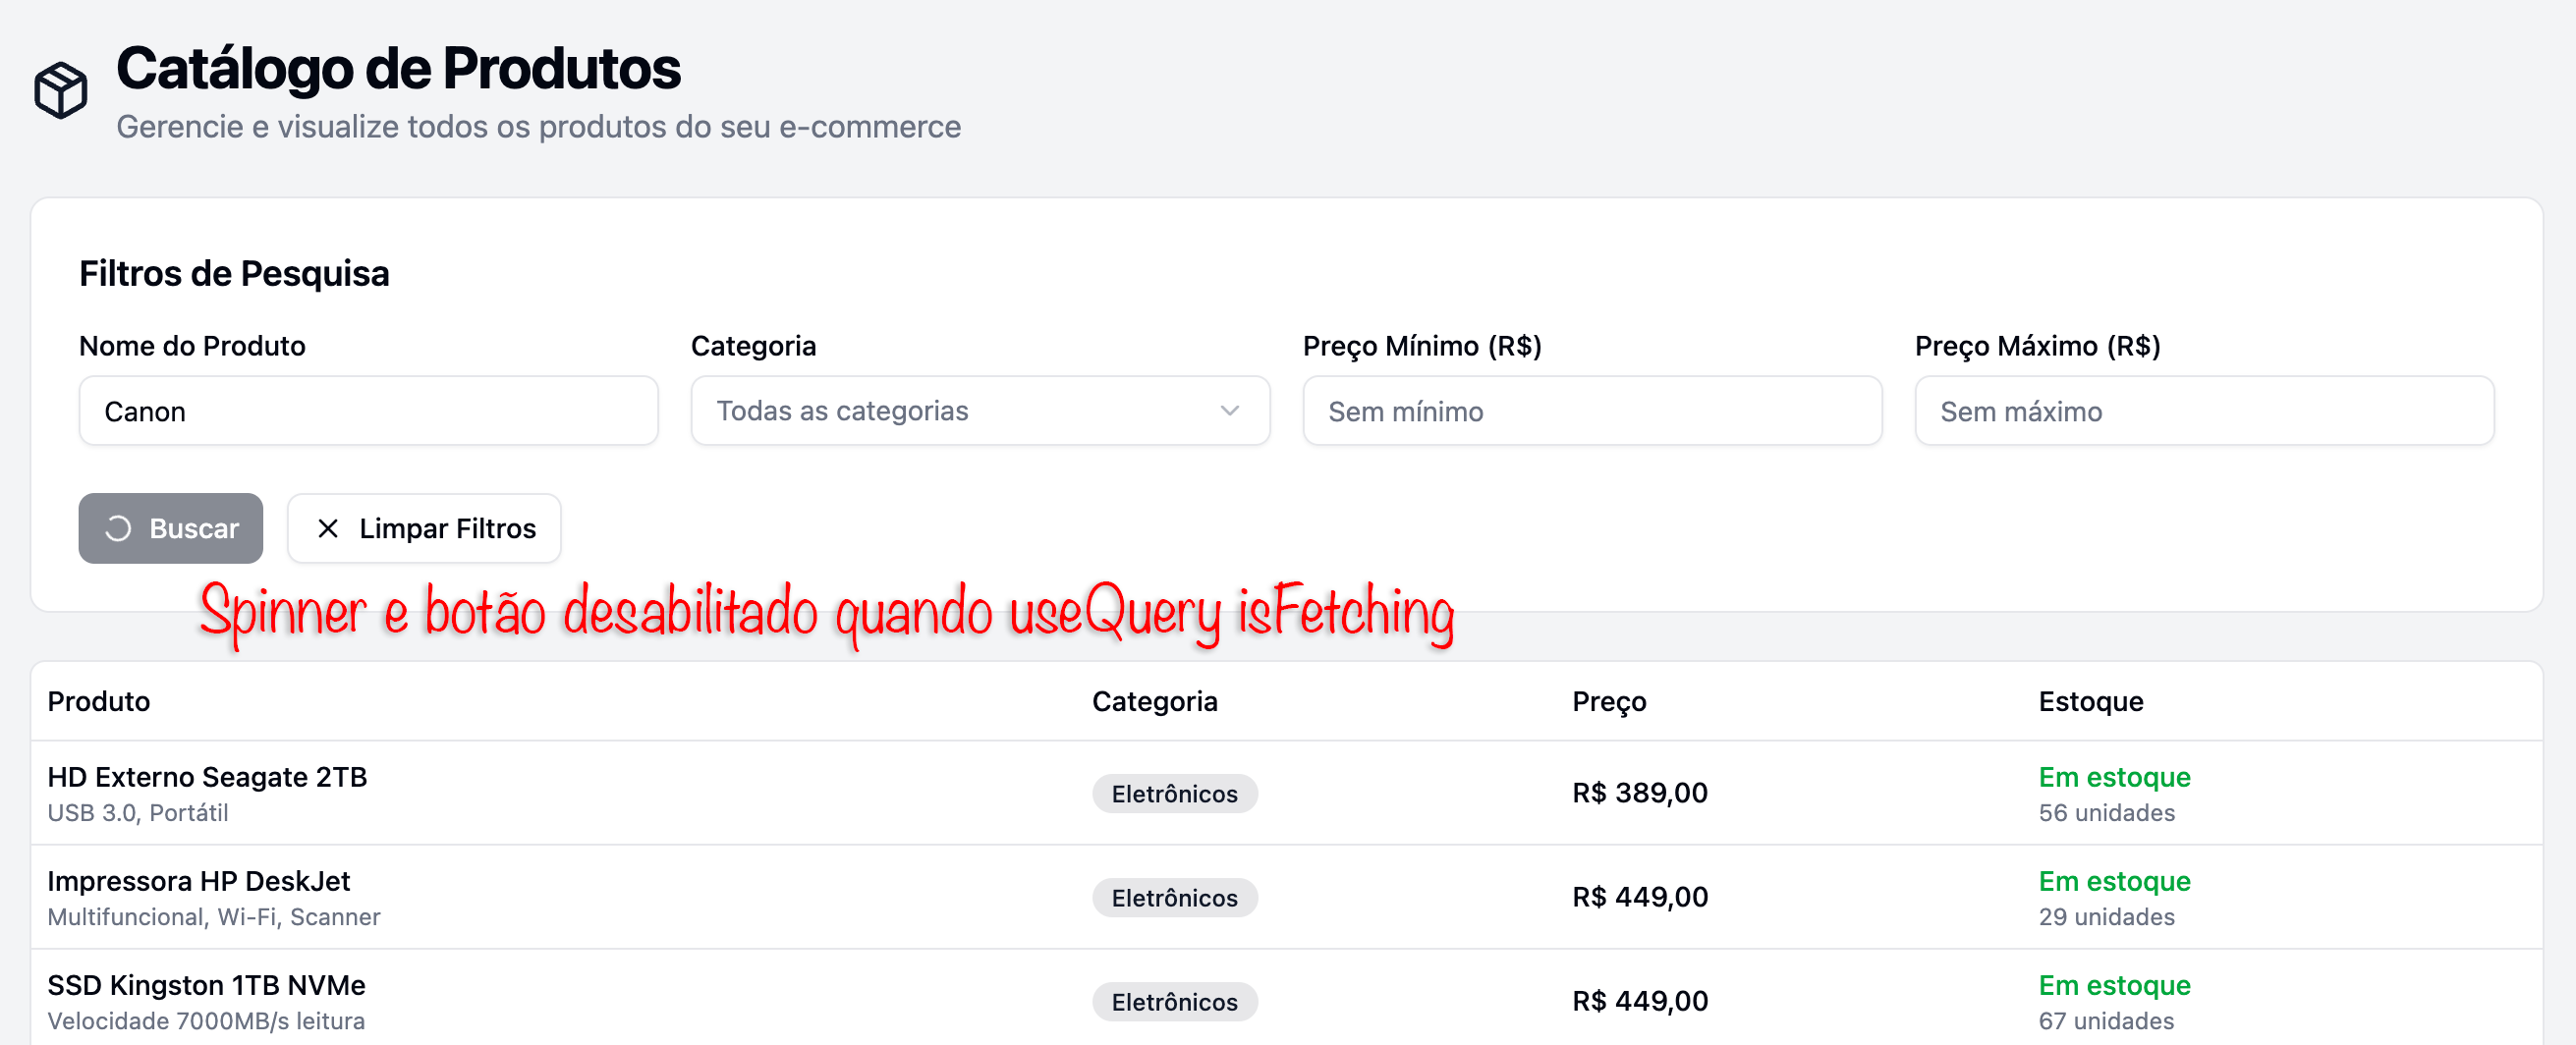 Catálogo de Produtos
Gerencie e visualize todos os produtos do seu e-commerce
Filtros de Pesquisa
Nome do Produto
Categoria
Preço Mínimo (R$)
Preço Máximo (R$)
Canon
Todas as categorias
Sem mínimo
Sem máximo
Buscar
Limpar Filtros
Spinner e botão desabilitado quando useQuery isFetching
Produto Categoria Preço Estoque
HD Externo Seagate 2TB
USB 3.0, Portátil
Eletrônicos
R$ 389,00
Em estoque
56 unidades
Impressora HP DeskJet
Multifuncional, Wi-Fi, Scanner
Eletrônicos
R$ 449,00
Em estoque
29 unidades
SSD Kingston 1TB NVMe
Velocidade 7000MB/s leitura
Eletrônicos
R$ 449,00
Em estoque
67 unidades